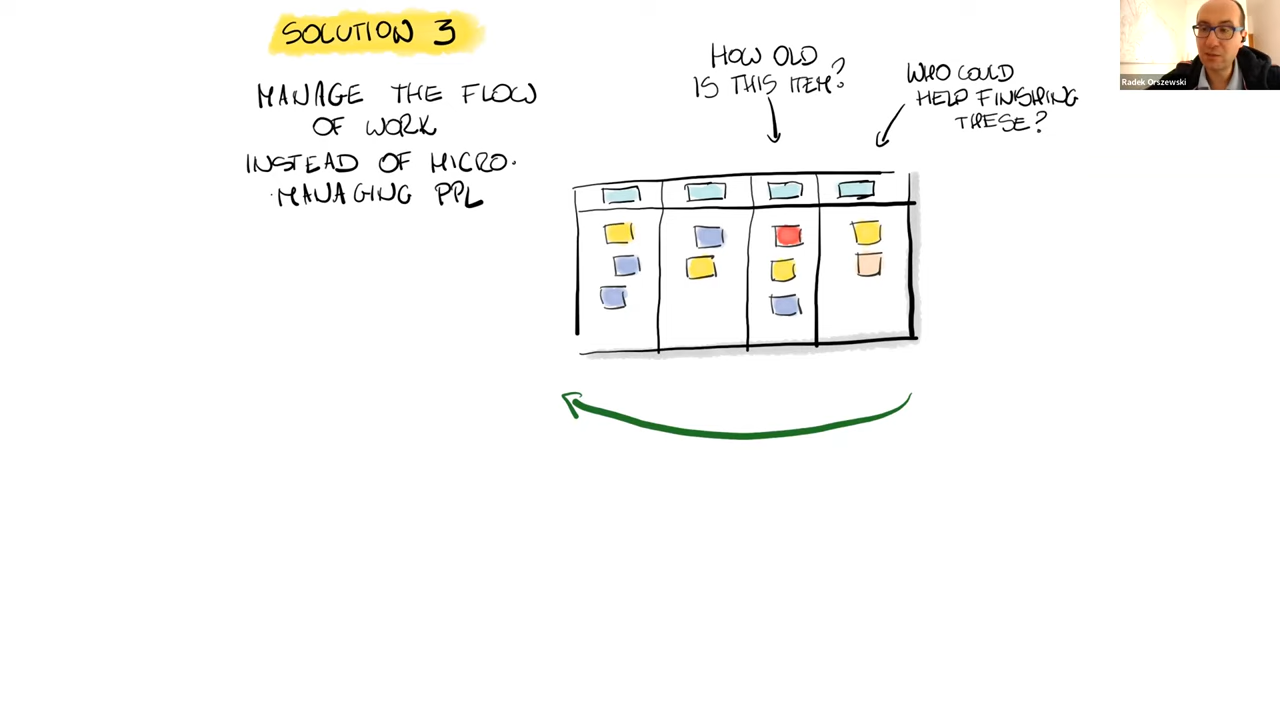 SOLUTION 3
MANAGE THE FLOW
OF WORK
INSTEAD OF MICRO-
MANAGING PPL
HOW OLD
IS THIS ITEM?
WHO COULD
HELP FINISHING
THESE?
Radek Orszewski